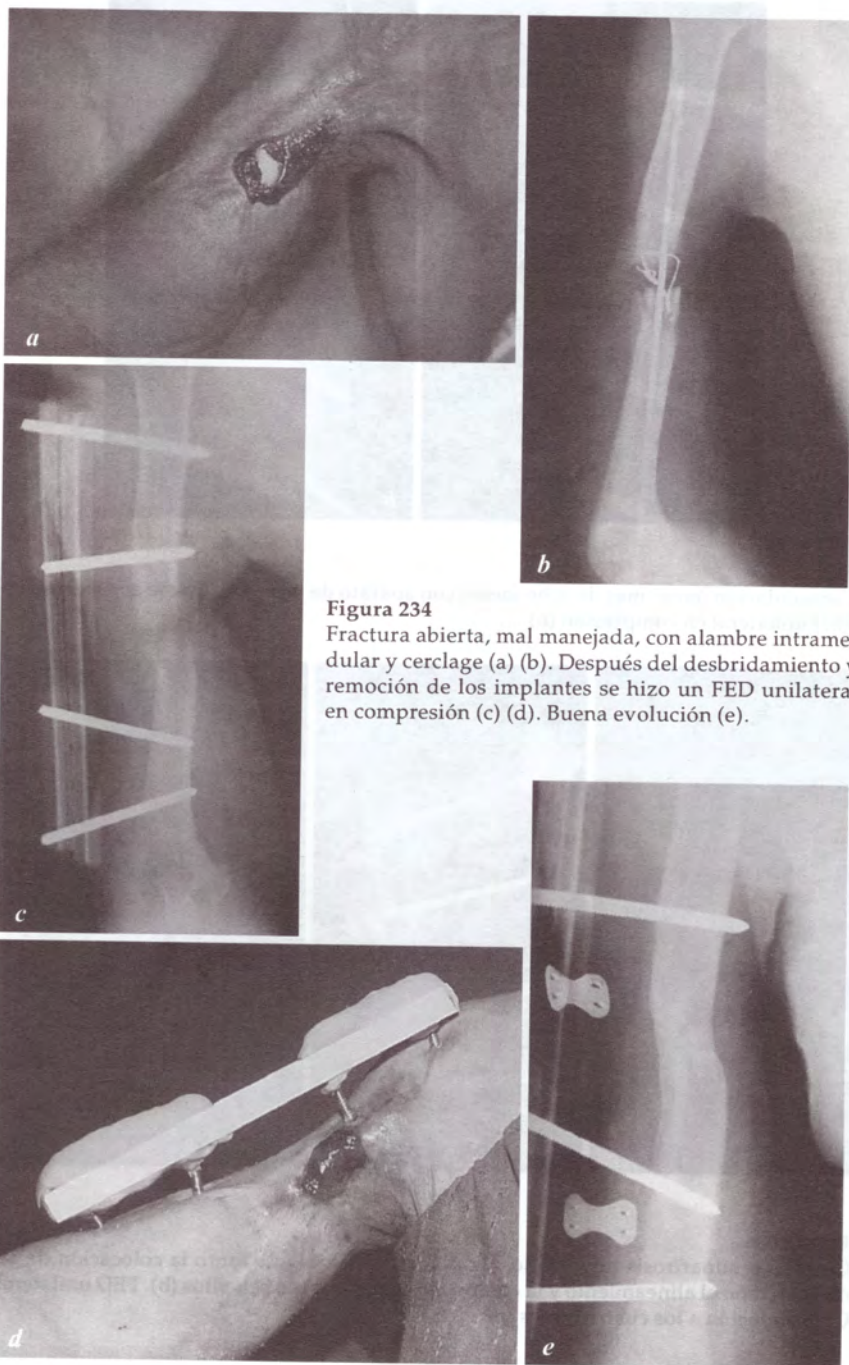 a
b
Figura 234
Fractura abierta, mal manejada, con alambre intrame-
dular y cerclage (a) (b). Después del desbridamiento y
remoción de los implantes se hizo un FED unilatera
en compresión (c) (d). Buena evolución (e).
c
d
e